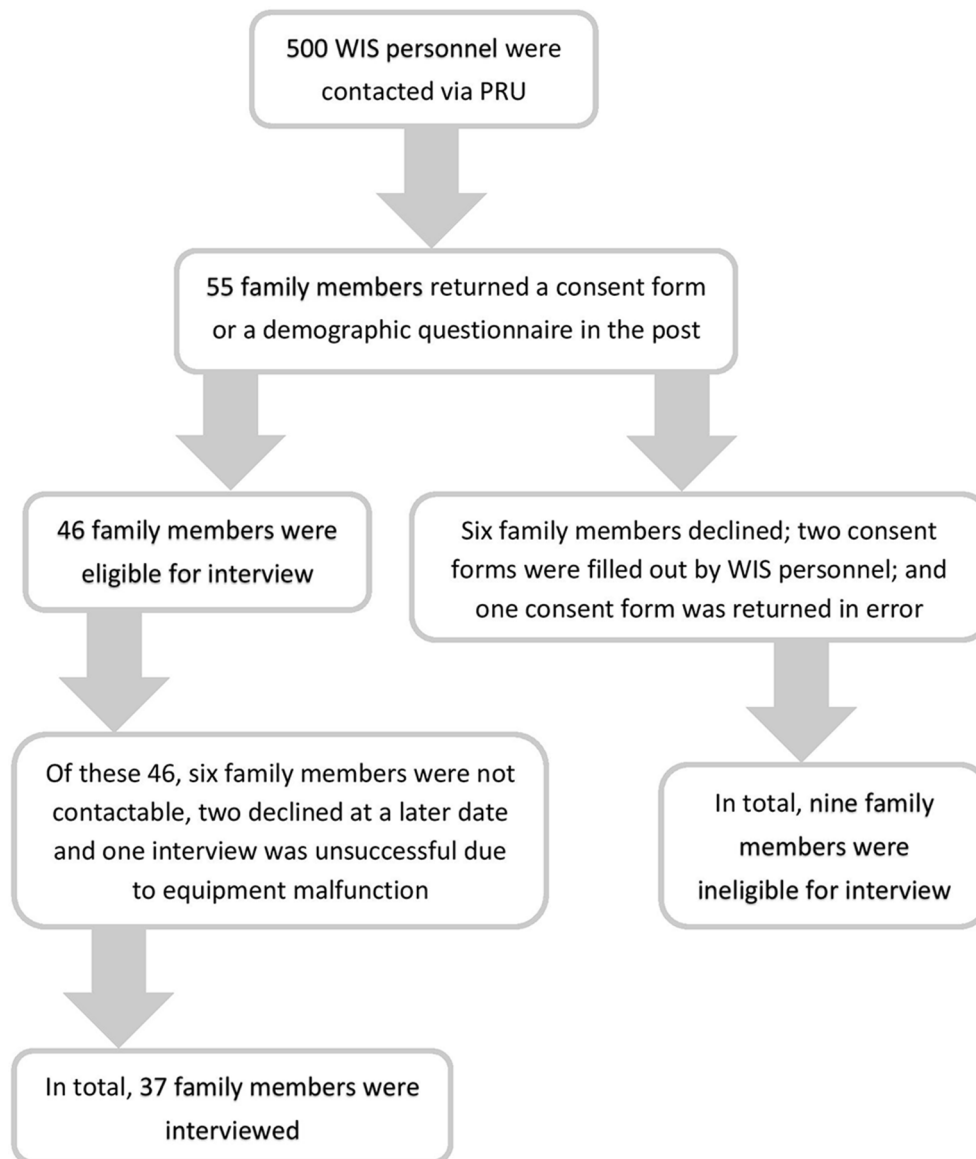 500 WIS personnel were
contacted via PRU
55 family members returned a consent form
or a demographic questionnaire in the post
46 family members were
eligible for interview
Six family members declined; two consent
forms were filled out by WIS personnel; and
one consent form was returned in error
Of these 46, six family members were not
contactable, two declined at a later date
and one interview was unsuccessful due
to equipment malfunction
In total, nine family
members were
ineligible for interview
In total, 37 family members were
interviewed